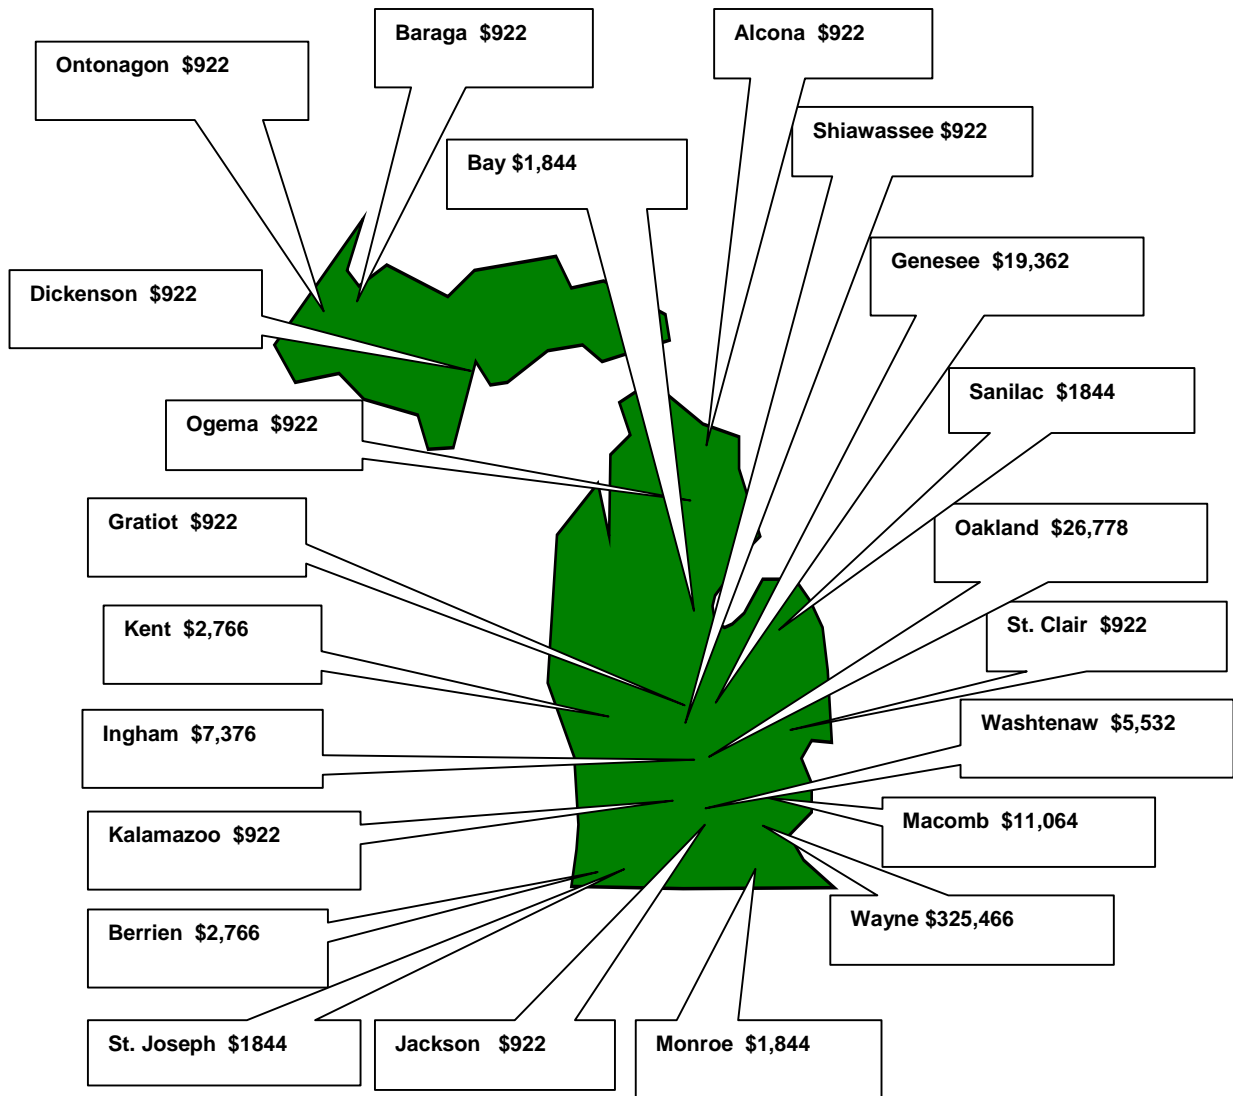 Baraga $922
Alcona $922
Ontonagon $922
Shiawassee $922
Bay $1,844
Genesee $19,362
Dickenson $922
Sanilac $1844
Ogema $922
Gratiot $922
Oakland $26,778
Kent $2,766
St. Clair $922
Ingham $7,376
Washtenaw $5,532
Kalamazoo $922
Macomb $11,064
Berrien $2,766
Wayne $325,466
St. Joseph $1844
Jackson $922
Monroe $1,844